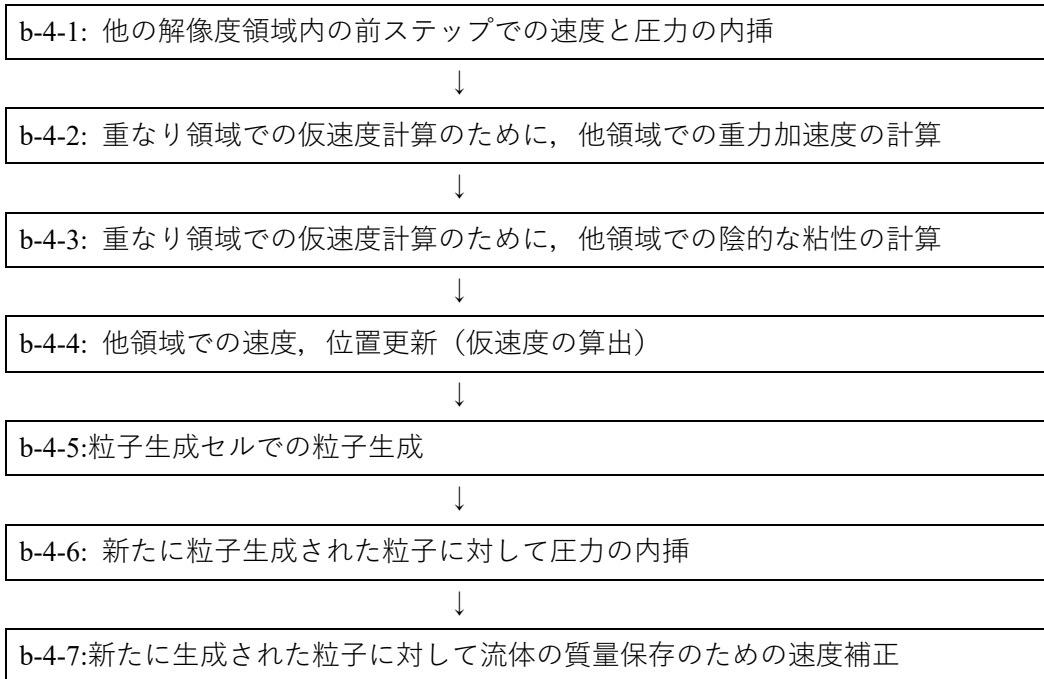 b-4-1: 他の解像度領域内の前ステップでの速度と圧力の内挿
↓
b-4-2: 重なり領域での仮速度計算のために，他領域での重力加速度の計算
↓
b-4-3: 重なり領域での仮速度計算のために，他領域での陰的な粘性の計算
↓
b-4-4: 他領域での速度，位置更新（仮速度の算出）
↓
b-4-5:粒子生成セルでの粒子生成
↓
b-4-6: 新たに粒子生成された粒子に対して圧力の内挿
↓
b-4-7:新たに生成された粒子に対して流体の質量保存のための速度補正